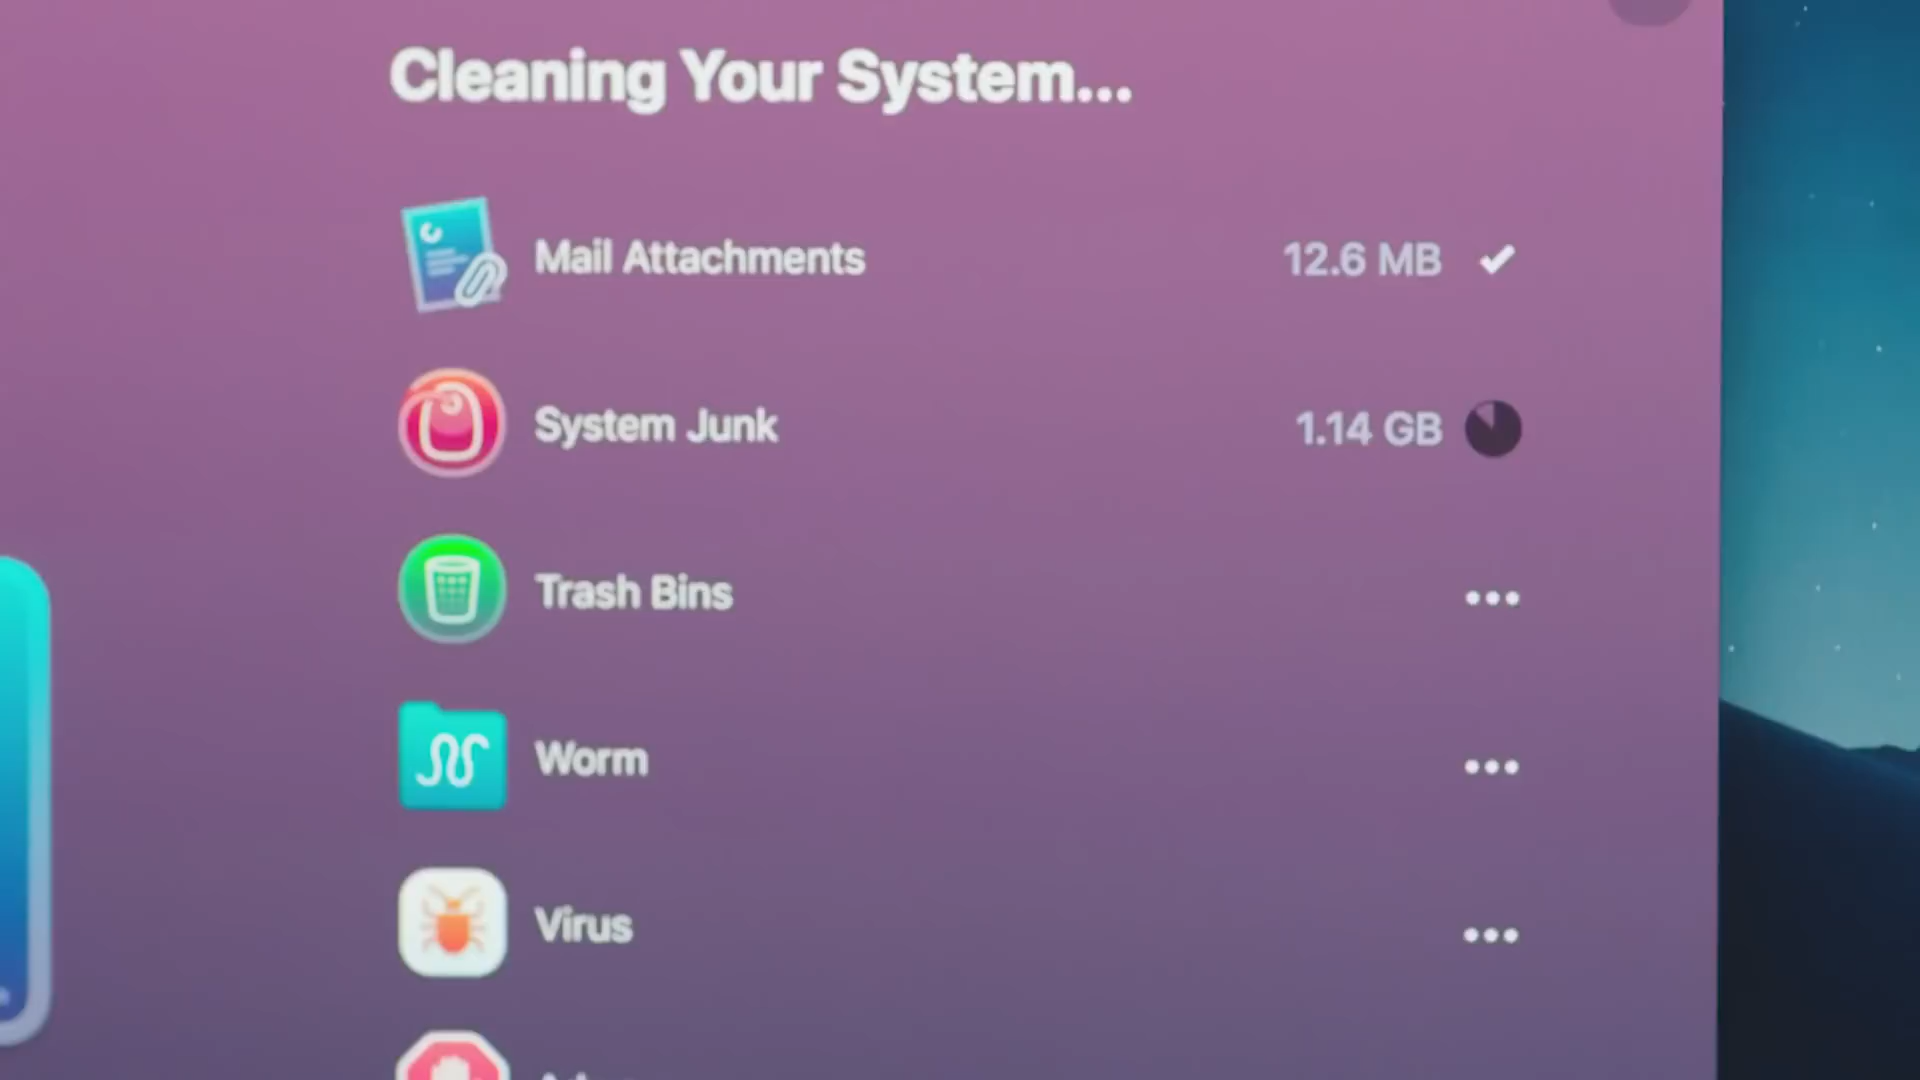 Cleaning Your System...
Mail Attachments 12.6 MB
System Junk 1.14 GB
Trash Bins
Worm
Virus